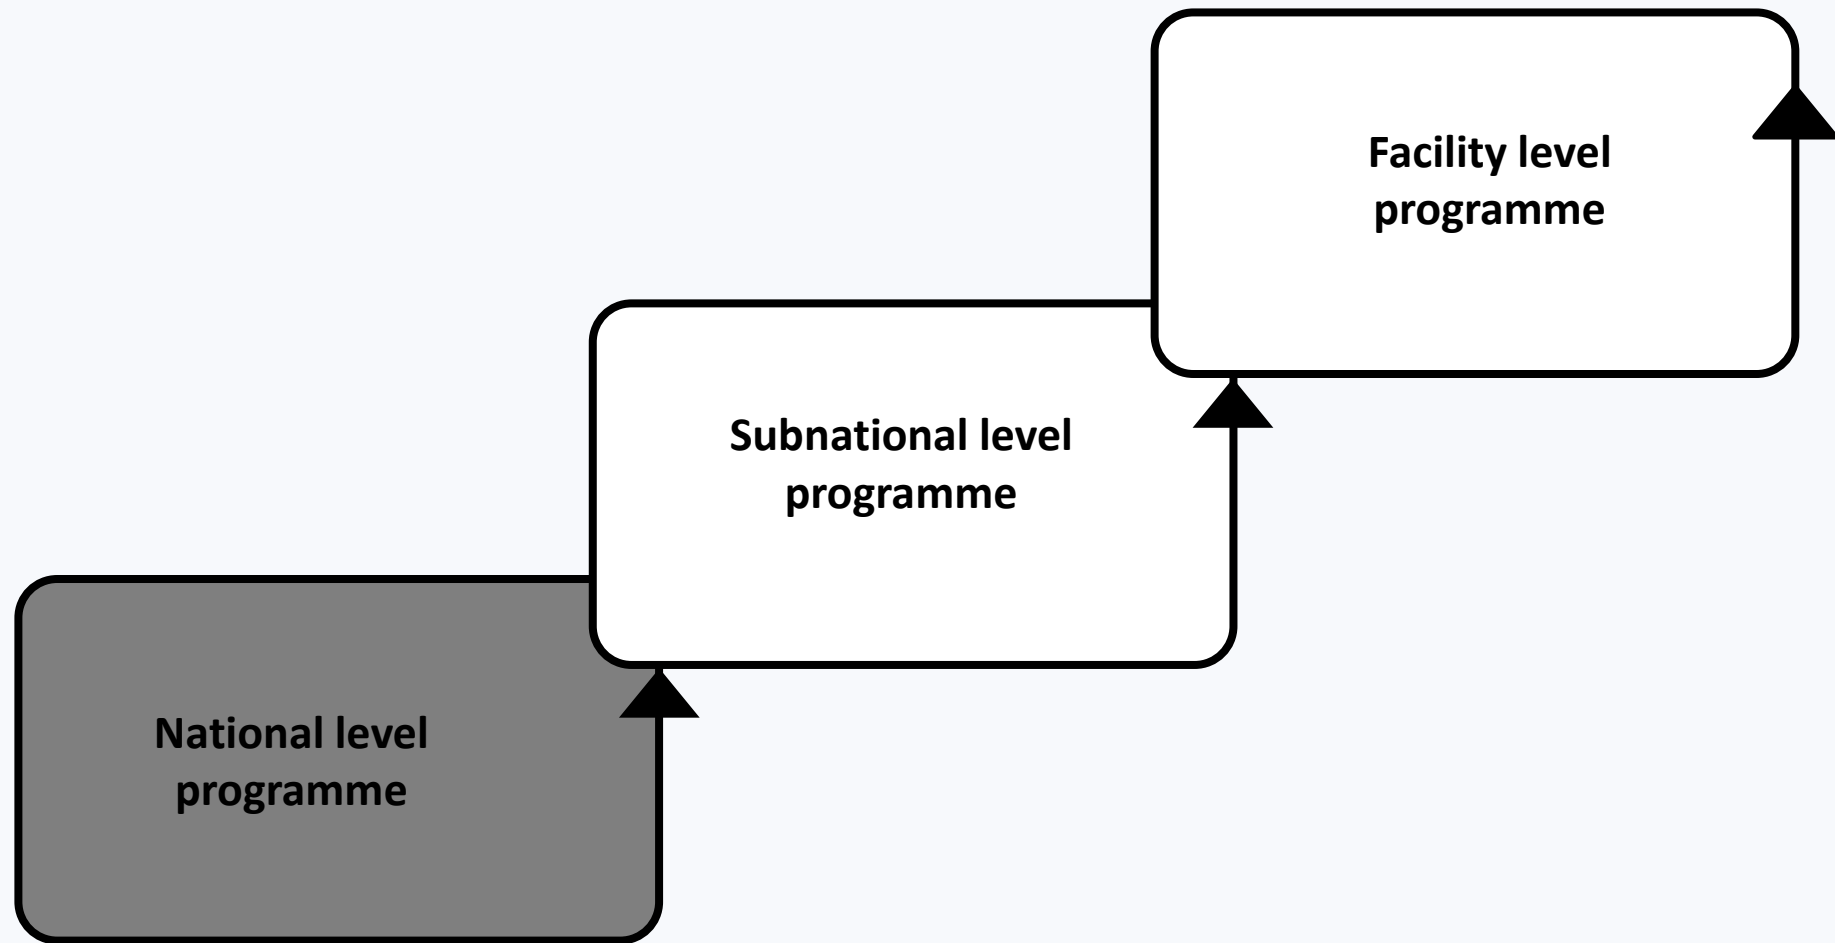 Facility level
programme
Subnational level
programme
National level
programme